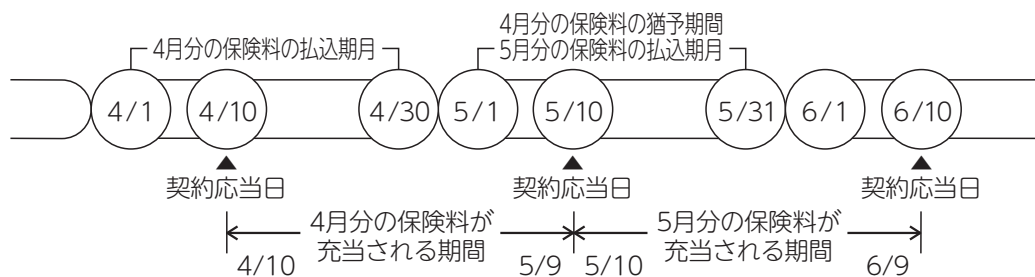 4月分の保険料の払込期月
4月分の保険料の猶予期間
5月分の保険料の払込期月
4/1
4/10
4/30
5/1
5/10
5/31
6/1
6/10
契約応当日
契約応当日
契約応当日
4月分の保険料が
充当される期間
5月分の保険料が
充当される期間
4/10
5/9
5/10
6/9